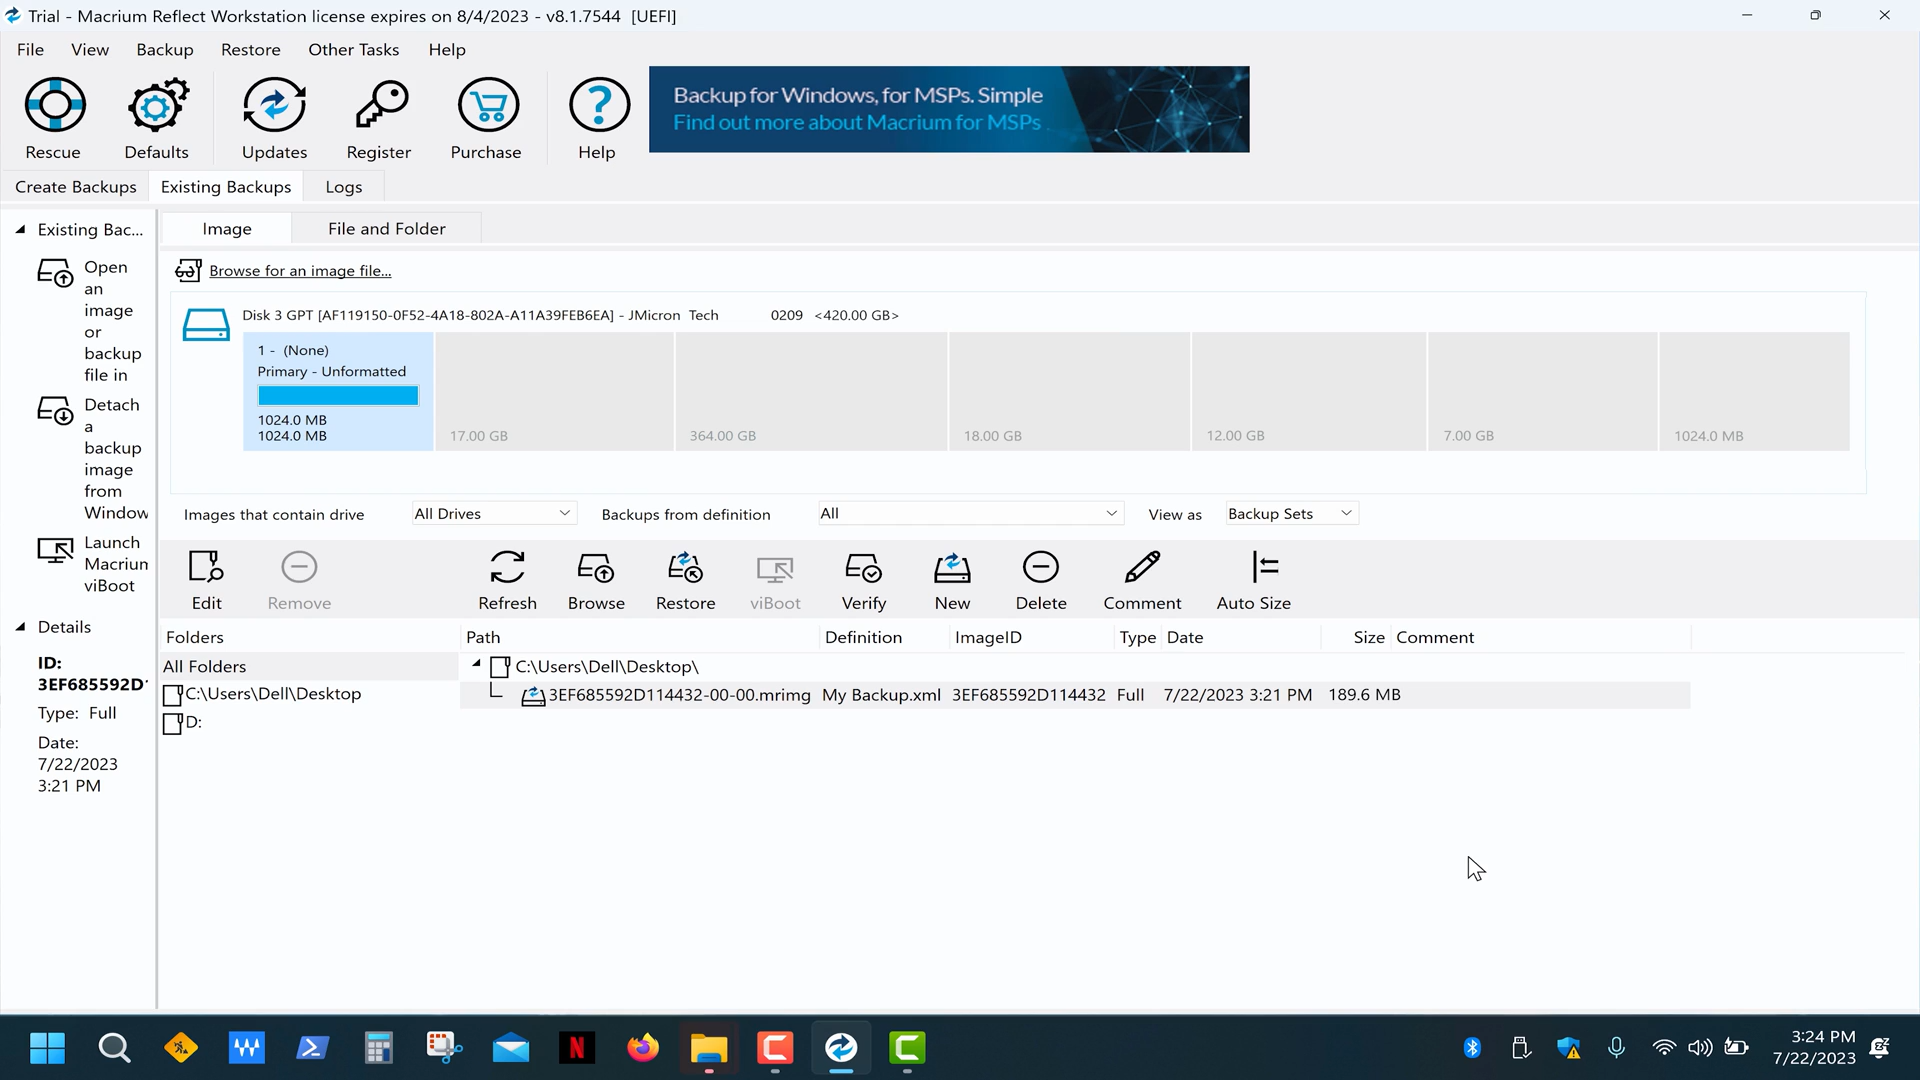 Trial - Macrium Reflect Workstation license expires on 8/4/2023 - v8.1.7544 [UEFI]
File View Backup Restore Other Tasks Help
Backup for Windows, for MSPs. Simple
Find out more about Macrium for MSPs
Rescue Defaults Updates Register Purchase Help
Create Backups Existing Backups Logs
Existing Bac...
Open
an
image
or
backup
file in
Detach
a
backup
image
from
Window
Launch
Macrium
viBoot
Details
ID:
3EF685592D1
Type: Full
Date:
7/22/2023
3:21 PM
Image File and Folder
Browse for an image file...
Disk 3 GPT [AF119150-0F52-4A18-802A-A11A39FEB6EA] - JMicron Tech 0209 <420.00 GB>
1 - (None)
Primary - Unformatted
1024.0 MB
1024.0 MB 17.00 GB 364.00 GB 18.00 GB 12.00 GB 7.00 GB 1024.0 MB
Images that contain drive All Drives Backups from definition All View as Backup Sets
Edit Remove Refresh Browse Restore viBoot Verify New Delete Comment Auto Size
Folders Path Definition ImageID Type Date Size Comment
All Folders C:\Users\Dell\Desktop\
C:\Users\Dell\Desktop 3EF685592D114432-00-00.mrimg My Backup.xml 3EF685592D114432 Full 7/22/2023 3:21 PM 189.6 MB
D:
3:24 PM
7/22/2023